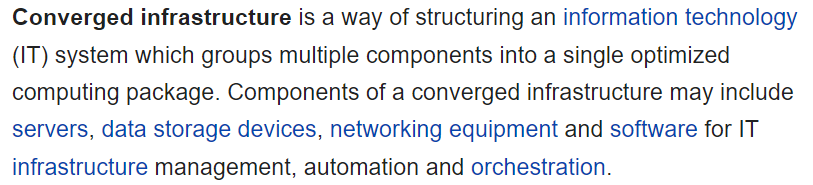 Converged infrastructure is a way of structuring an information technology
(IT) system which groups multiple components into a single optimized
computing package. Components of a converged infrastructure may include
servers, data storage devices, networking equipment and software for IT
infrastructure management, automation and orchestration.